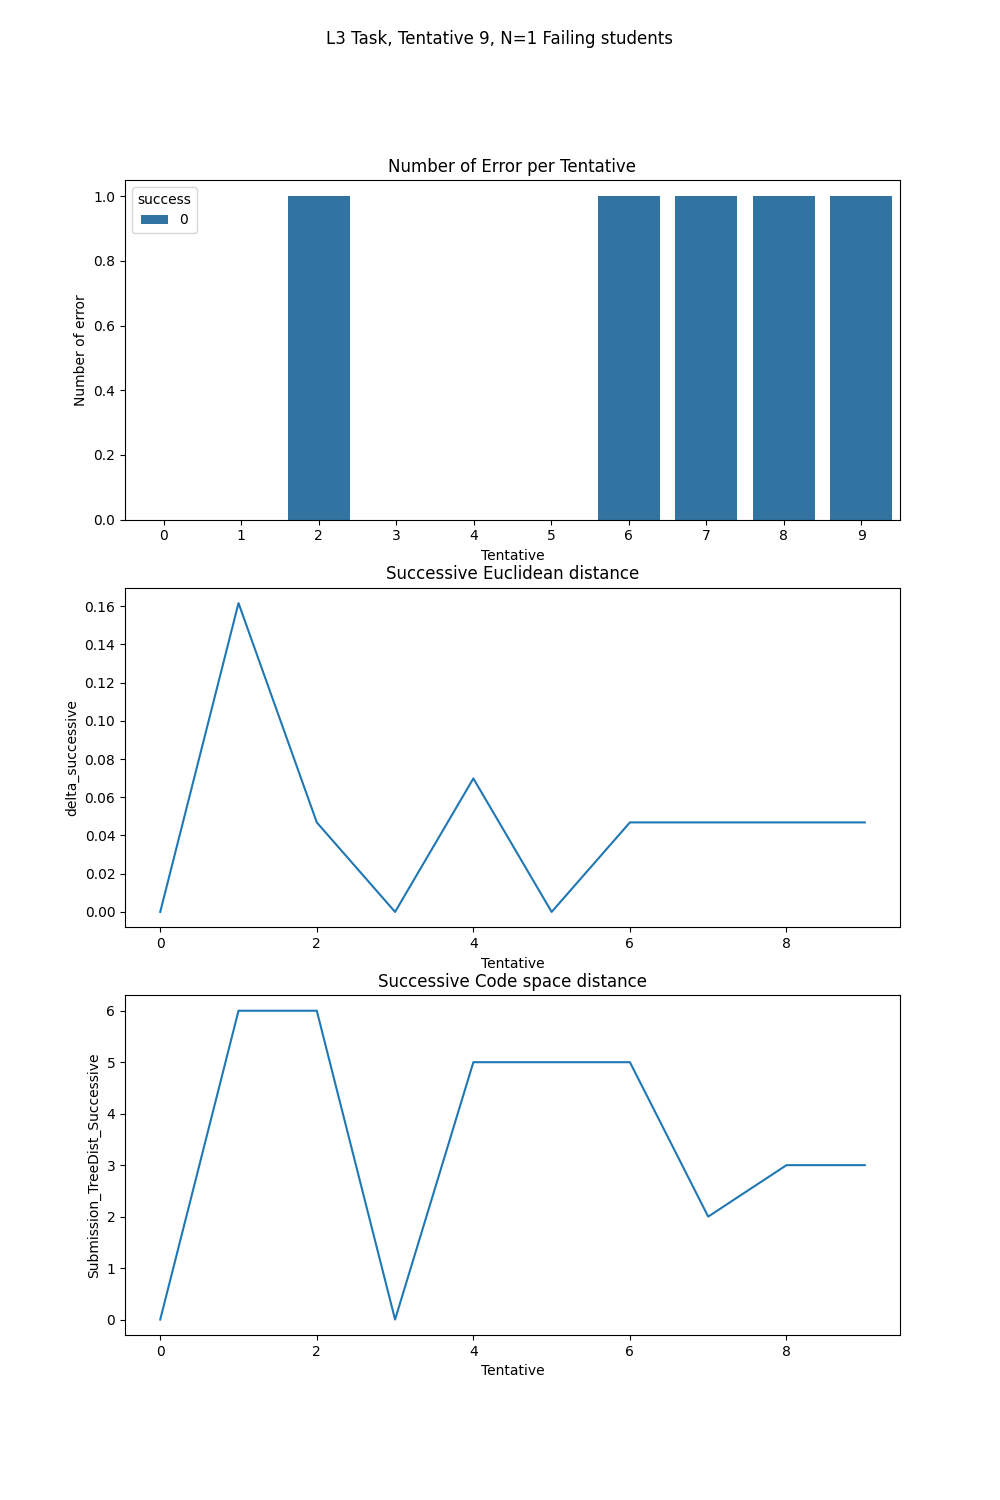 L3 Task, Tentative 9, N=1 Failing students
Number of Error per Tentative
success
0
1.0
0.8
0.6
0.4
0.2
0.0
Number of error
0 1 2 3 4 5 6 7 8 9
Tentative
Successive Euclidean distance
0.16
0.14
0.12
0.10
0.08
0.06
0.04
0.02
0.00
delta_successive
0 2 4 6 8
Tentative
Successive Code space distance
6
5
4
3
2
1
0
Submission_TreeDist_Successive
0 2 4 6 8
Tentative